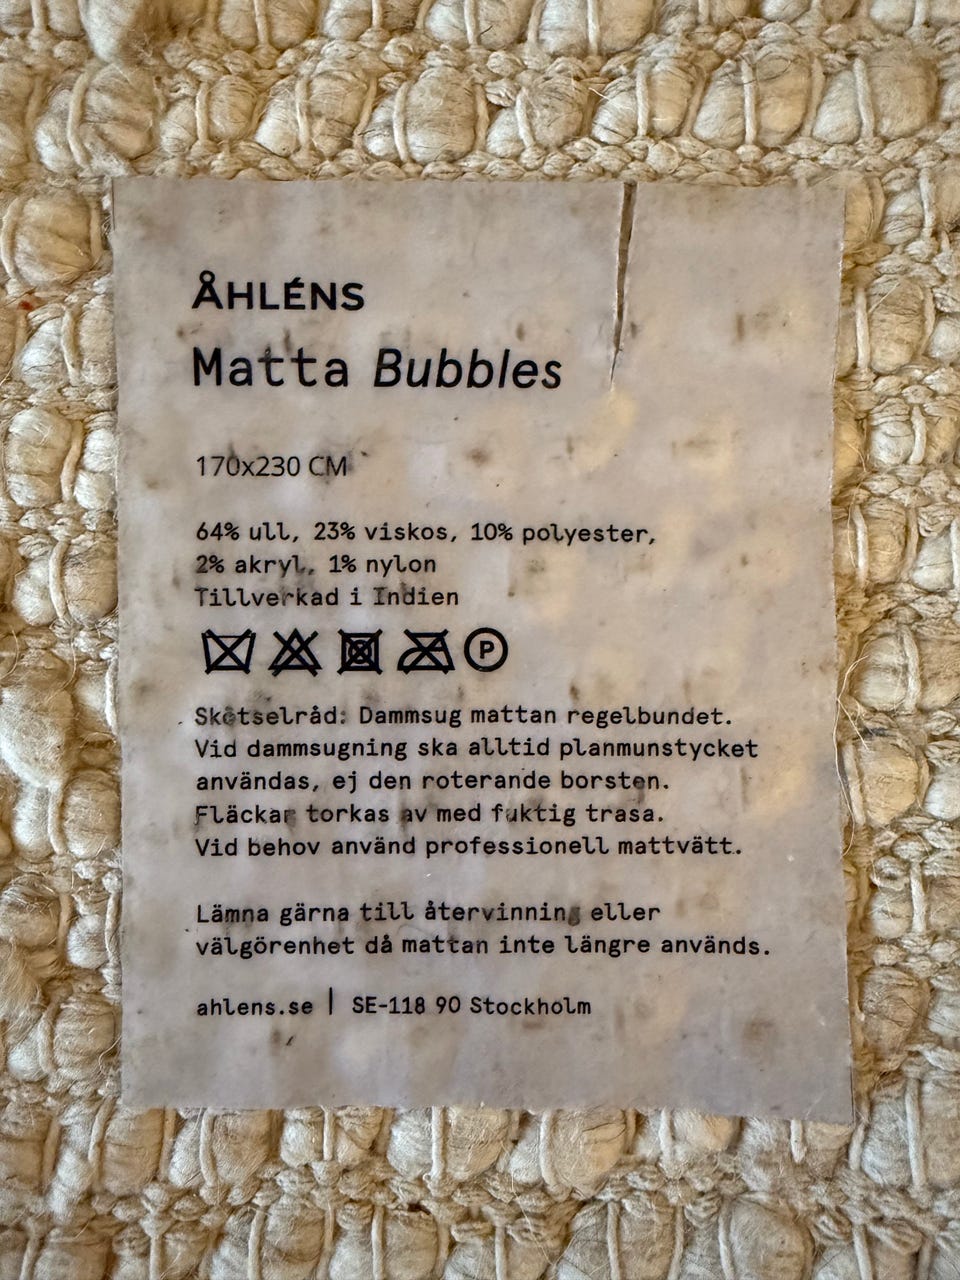 ÅHLÉNS
Matta Bubbles
170x230 CM
64% ull, 23% viskos, 10% polyester,
2% akryl, 1% nylon
Tillverkad i Indien
P
Skötselråd: Dammsug mattan regelbundet.
Vid dammsugning ska alltid planmunstycket
användas, ej den roterande borsten.
Fläckar torkas av med fuktig trasa.
Vid behov använd professionell mattvätt.
Lämna gärna till återvinning eller
välgörenhet då mattan inte längre används.
ahlens.se | SE-118 90 Stockholm